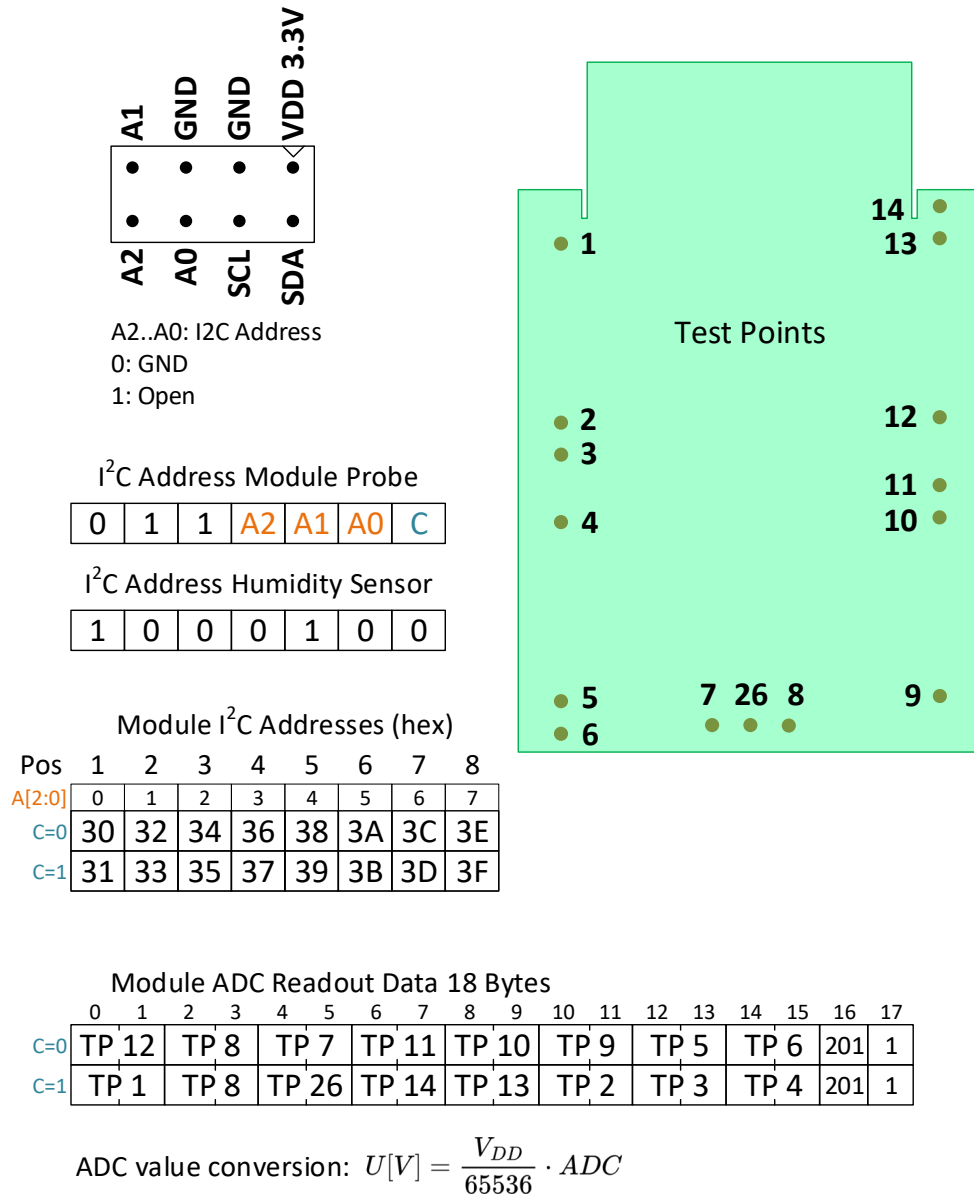 A1 GND GND VDD 3.3V
A2 A0 SCL SDA
A2..A0: I2C Address
0: GND
1: Open
I²C Address Module Probe
0 1 1 A2 A1 A0 C
I²C Address Humidity Sensor
1 0 0 0 1 0 0
Module I²C Addresses (hex)
Pos 1 2 3 4 5 6 7 8
A[2:0] 0 1 2 3 4 5 6 7
C=0 30 32 34 36 38 3A 3C 3E
C=1 31 33 35 37 39 3B 3D 3F
14
1 13
Test Points
2 12
3
11
4 10
5 7 26 8 9
6
Module ADC Readout Data 18 Bytes
0 1 2 3 4 5 6 7 8 9 10 11 12 13 14 15 16 17
C=0 TP 12 TP 8 TP 7 TP 11 TP 10 TP 9 TP 5 TP 6 201 1
C=1 TP 1 TP 8 TP 26 TP 14 TP 13 TP 2 TP 3 TP 4 201 1
ADC value conversion: U[V] = V_DD / 65536 · ADC